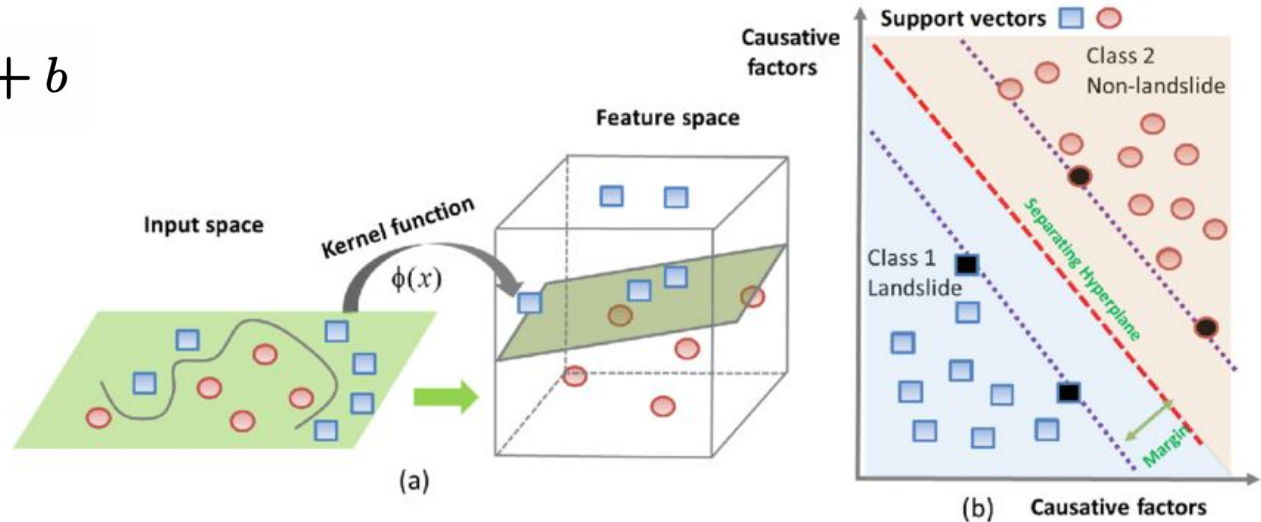 + b
Input space
Kernel function
ϕ(x)
Feature space
(a)
Support vectors
Causative
factors
Class 2
Non-landslide
Class 1
Landslide
Separating Hyperplane
Margin
(b)
Causative factors